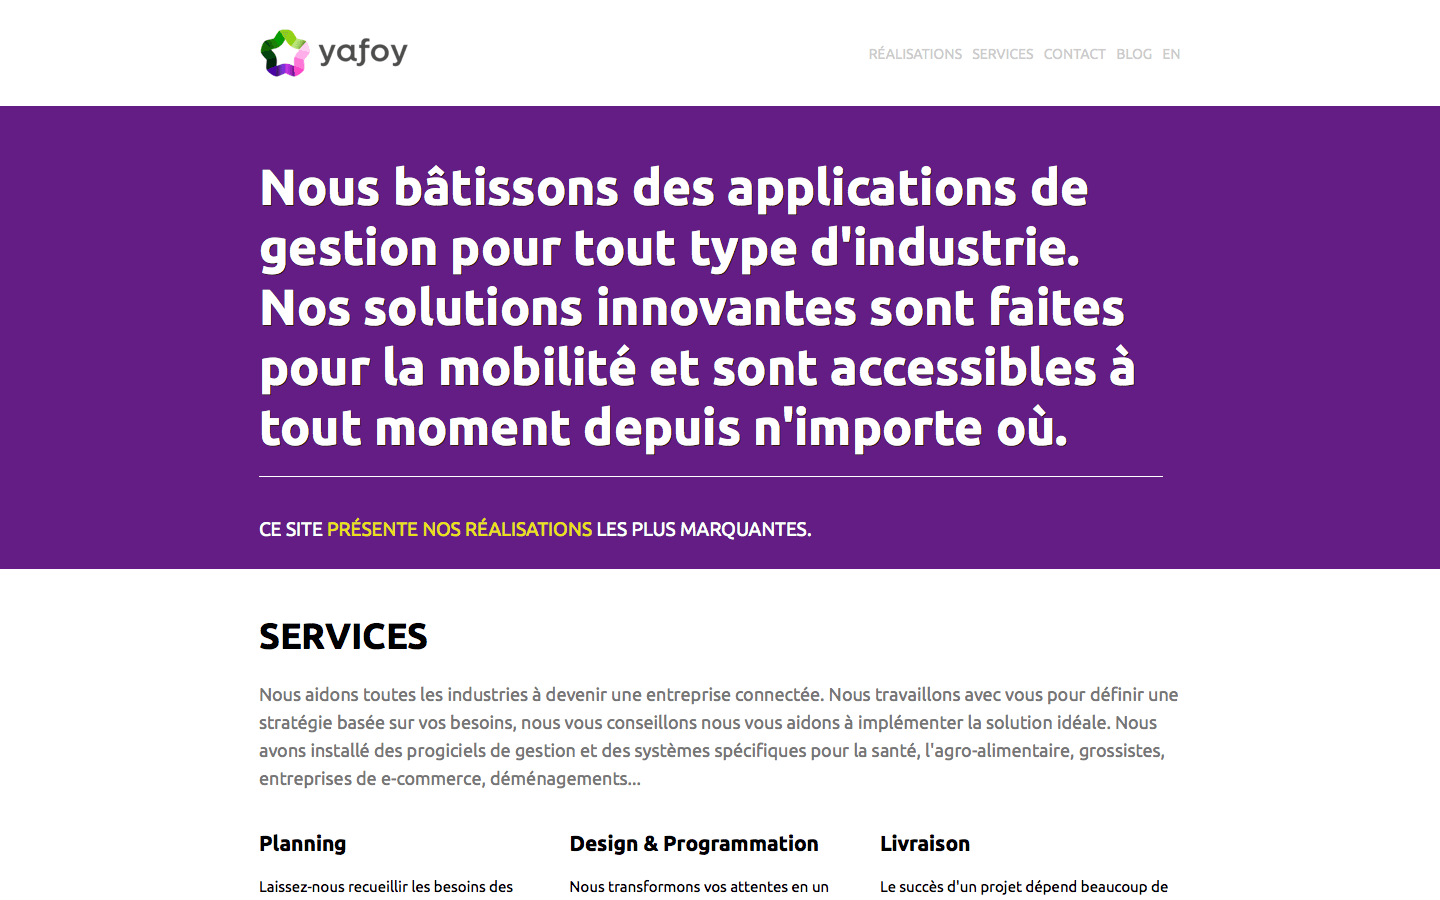 yafoy
RÉALISATIONS SERVICES CONTACT BLOG EN
Nous bâtissons des applications de
gestion pour tout type d'industrie.
Nos solutions innovantes sont faites
pour la mobilité et sont accessibles à
tout moment depuis n'importe où.
CE SITE PRÉSENTE NOS RÉALISATIONS LES PLUS MARQUANTES.
SERVICES
Nous aidons toutes les industries à devenir une entreprise connectée. Nous travaillons avec vous pour définir une
stratégie basée sur vos besoins, nous vous conseillons nous vous aidons à implémenter la solution idéale. Nous
avons installé des progiciels de gestion et des systèmes spécifiques pour la santé, l'agro-alimentaire, grossistes,
entreprises de e-commerce, déménagements...
Planning
Laissez-nous recueillir les besoins des
Design & Programmation
Nous transformons vos attentes en un
Livraison
Le succès d'un projet dépend beaucoup de